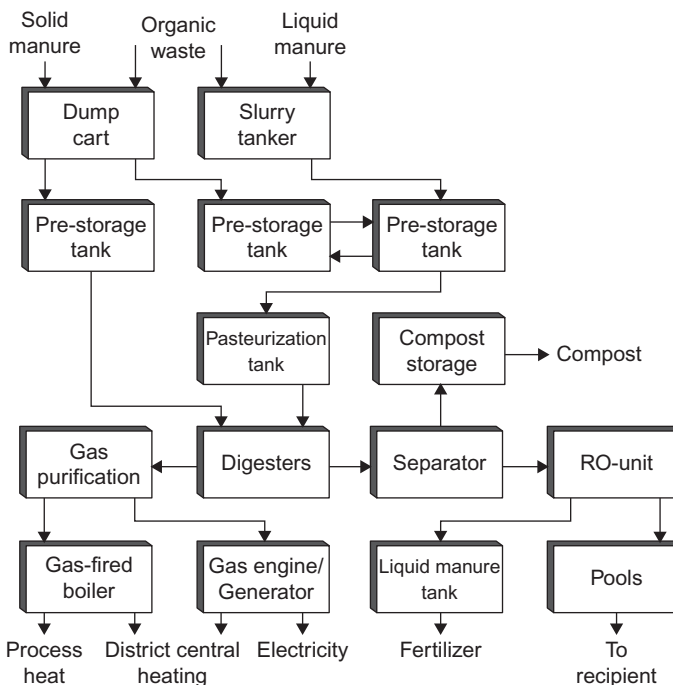 Solid
manure
Organic
waste
Liquid
manure
Dump
cart
Slurry
tanker
Pre-storage
tank
Pre-storage
tank
Pre-storage
tank
Pasteurization
tank
Compost
storage
Compost
Gas
purification
Digesters
Separator
RO-unit
Gas-fired
boiler
Gas engine/
Generator
Liquid manure
tank
Pools
Process
heat
District central
heating
Electricity
Fertilizer
To
recipient